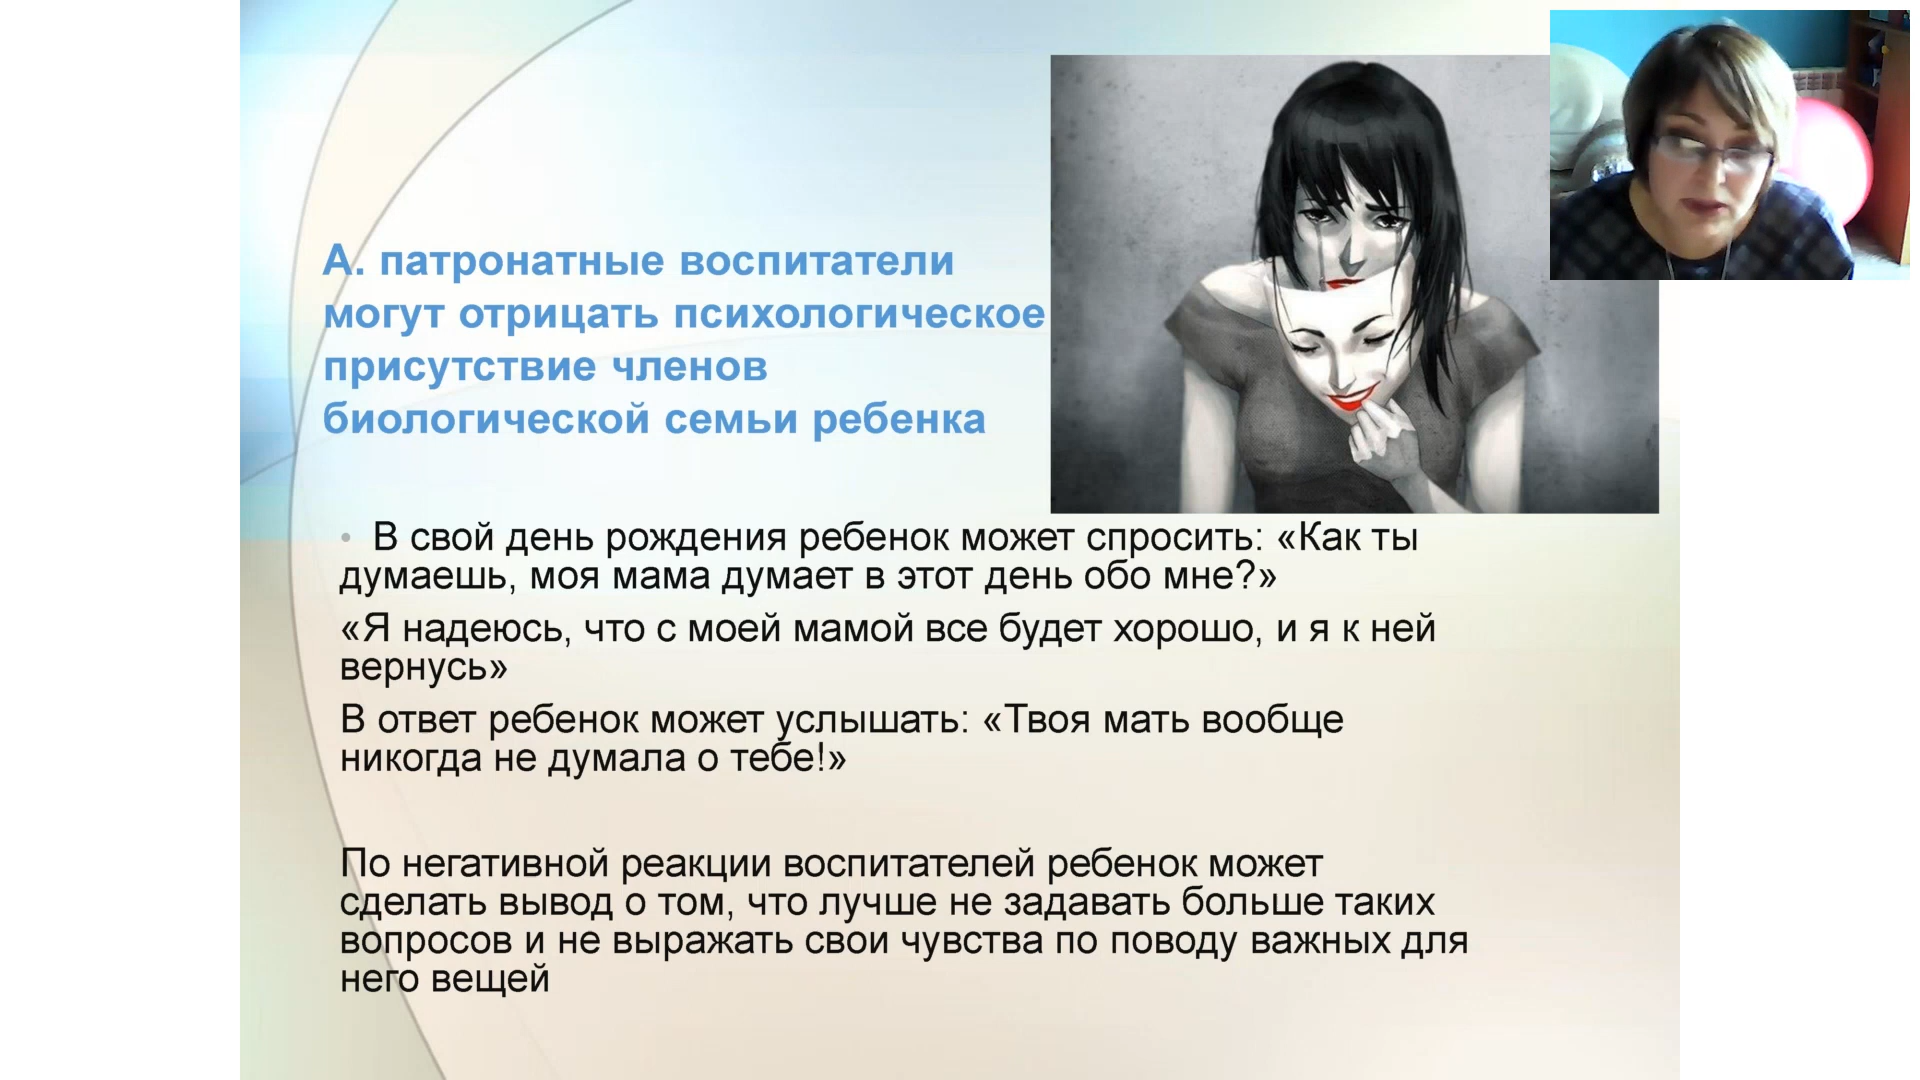 А. патронатные воспитатели
могут отрицать психологическое
присутствие членов
биологической семьи ребенка
• В свой день рождения ребенок может спросить: «Как ты
думаешь, моя мама думает в этот день обо мне?»
«Я надеюсь, что с моей мамой все будет хорошо, и я к ней
вернусь»
В ответ ребенок может услышать: «Твоя мать вообще
никогда не думала о тебе!»
По негативной реакции воспитателей ребенок может
сделать вывод о том, что лучше не задавать больше таких
вопросов и не выражать свои чувства по поводу важных для
него вещей